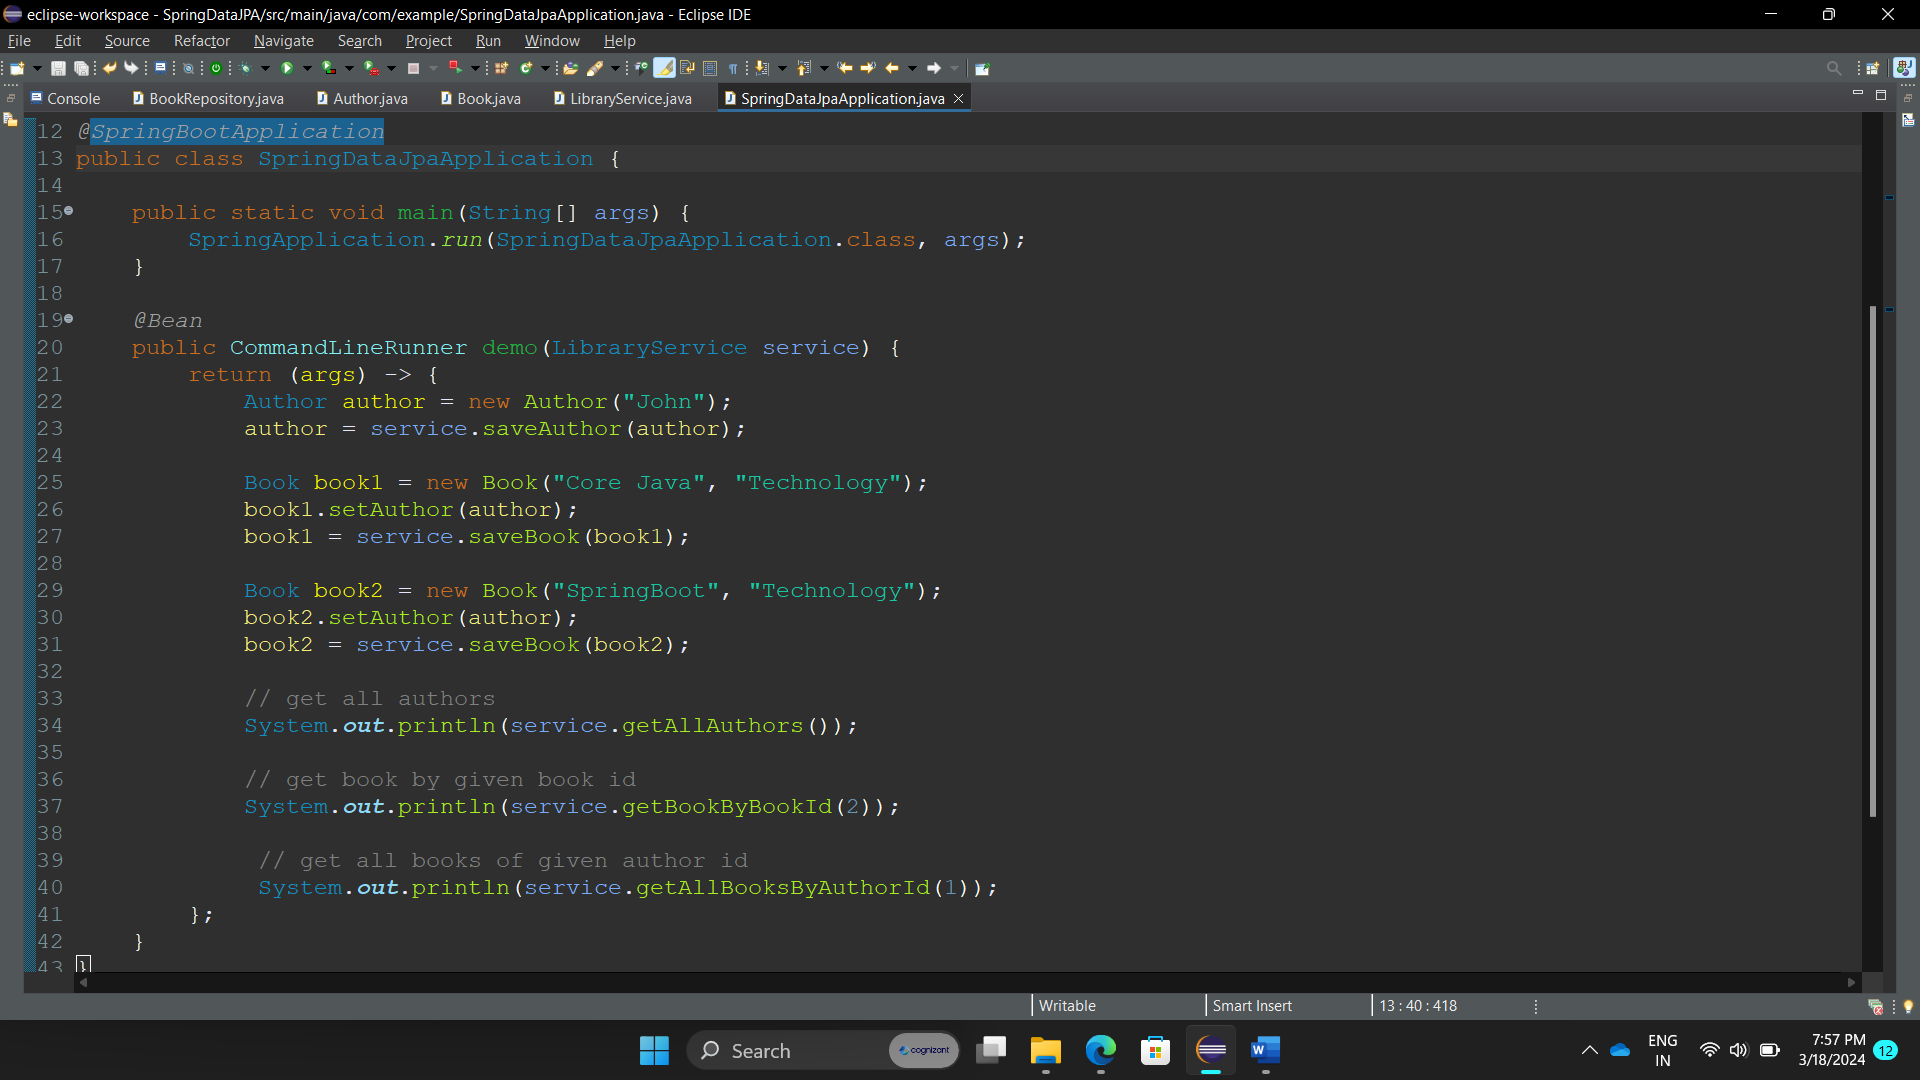 eclipse-workspace - SpringDataJPA/src/main/java/com/example/SpringDataJpaApplication.java - Eclipse IDE
File Edit Source Refactor Navigate Search Project Run Window Help
Console BookRepository.java Author.java Book.java LibraryService.java SpringDataJpaApplication.java
12 @SpringBootApplication
13 public class SpringDataJpaApplication {
14
15 public static void main(String[] args) {
16 SpringApplication.run(SpringDataJpaApplication.class, args);
17 }
18
19 @Bean
20 public CommandLineRunner demo(LibraryService service) {
21 return (args) -> {
22 Author author = new Author("John");
23 author = service.saveAuthor(author);
24
25 Book book1 = new Book("Core Java", "Technology");
26 book1.setAuthor(author);
27 book1 = service.saveBook(book1);
28
29 Book book2 = new Book("SpringBoot", "Technology");
30 book2.setAuthor(author);
31 book2 = service.saveBook(book2);
32
33 // get all authors
34 System.out.println(service.getAllAuthors());
35
36 // get book by given book id
37 System.out.println(service.getBookByBookId(2));
38
39 // get all books of given author id
40 System.out.println(service.getAllBooksByAuthorId(1));
41 };
42 }
43 }
Writable Smart Insert 13 : 40 : 418
Search cognizant ENG IN 7:57 PM 3/18/2024 12